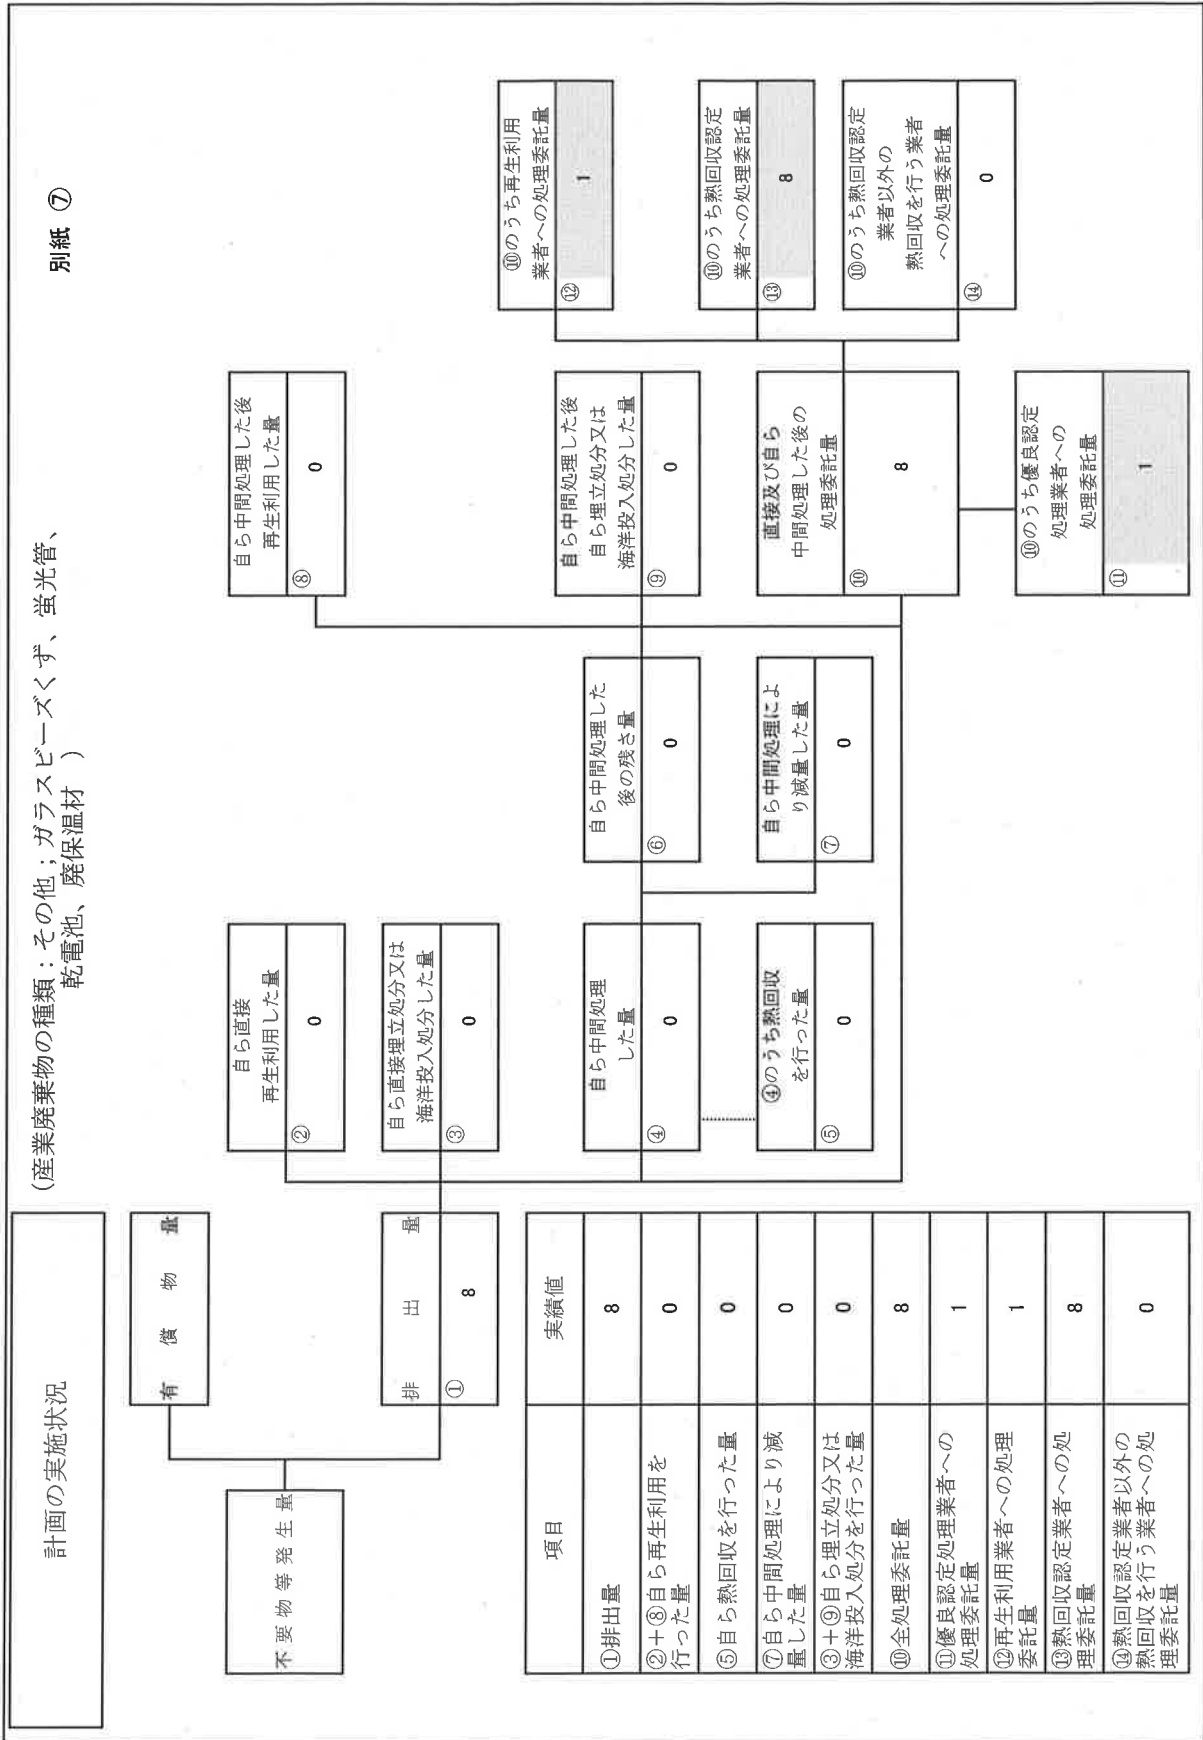 計画の実施状況
(産業廃棄物の種類:その他;ガラスビーズくず、蛍光管、
乾電池、廃保温材 )
別紙 ⑦
不要物等発生量
有償物量
排出量
①
8
自ら直接
再生利用した量
②
0
自ら直接埋立処分又は
海洋投入処分した量
③
0
自ら中間処理
した量
④
0
④のうち熱回収
を行った量
⑤
0
自ら中間処理した
後の残さ量
⑥
0
自ら中間処理によ
り減量した量
⑦
0
自ら中間処理した後
再生利用した量
⑧
0
自ら中間処理した後
自ら埋立処分又は
海洋投入処分した量
⑨
0
直接及び自ら
中間処理した後の
処理委託量
⑩
8
⑩のうち優良認定
処理業者への
処理委託量
⑪
1
⑩のうち再生利用
業者への処理委託量
⑫
1
⑩のうち熱回収認定
業者への処理委託量
⑬
8
⑩のうち熱回収認定
業者以外の
熱回収を行う業者
への処理委託量
⑭
0
項目 実績値
①排出量 8
②+⑧自ら再生利用を
行った量 0
⑤自ら熱回収を行った量 0
⑦自ら中間処理により減
量した量 0
③+⑨自ら埋立処分又は
海洋投入処分を行った量 0
⑩全処理委託量 8
⑪優良認定処理業者への
処理委託量 1
⑫再生利用業者への処理
委託量 1
⑬熱回収認定業者への処
理委託量 8
⑭熱回収認定業者以外の
熱回収を行う業者への処
理委託量 0